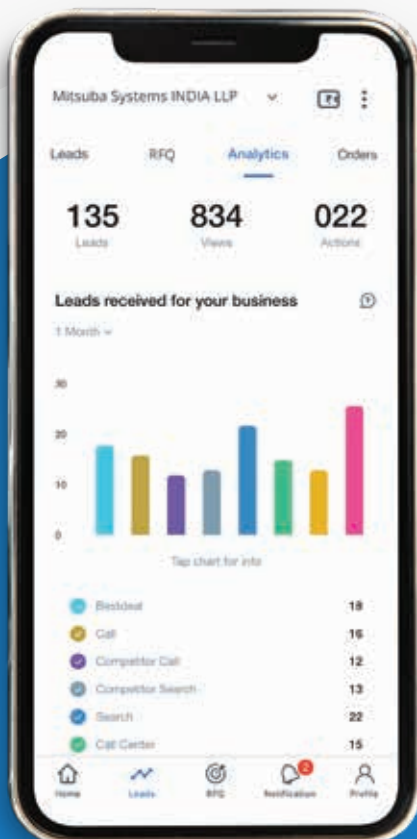 Mitsuba Systems INDIA LLP
Leads RFQ Analytics Orders
135 834 022
Leads Views Actions
Leads received for your business
1 Month
30
20
10
0
Tap chart for info
Bestdeal 18
Call 16
Competitor Call 12
Competitor Search 13
Search 22
Call Center 15
2
Home Leads RFQ Notification Profile